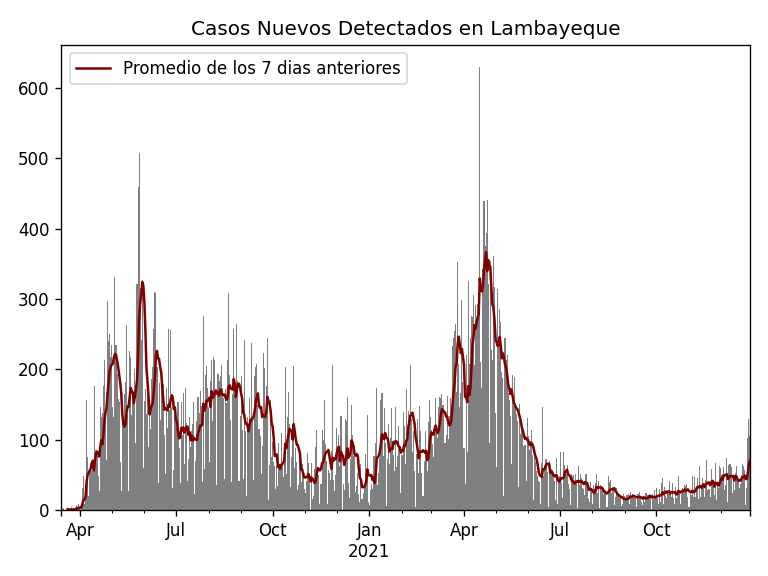 Casos Nuevos Detectados en Lambayeque
Promedio de los 7 dias anteriores
600
500
400
300
200
100
0
Apr Jul Oct Jan Apr Jul Oct
2021